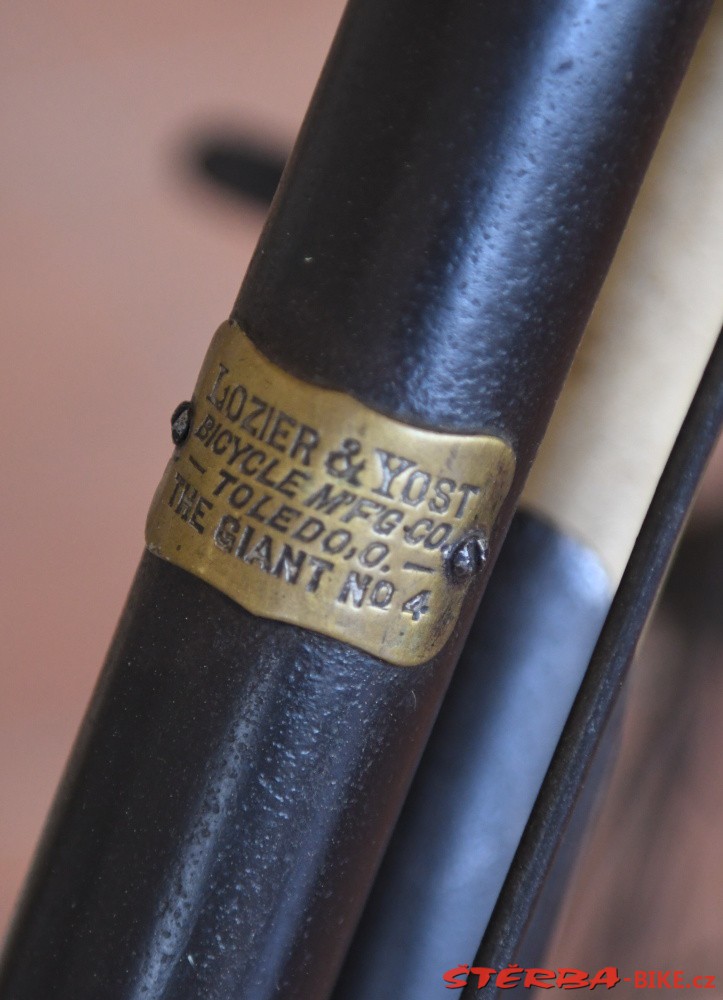 LOZIER & YOST
BICYCLE M'F'G. CO.
— TOLEDO, O. —
THE GIANT No 4
ŠTĚRBA-BIKE.cz